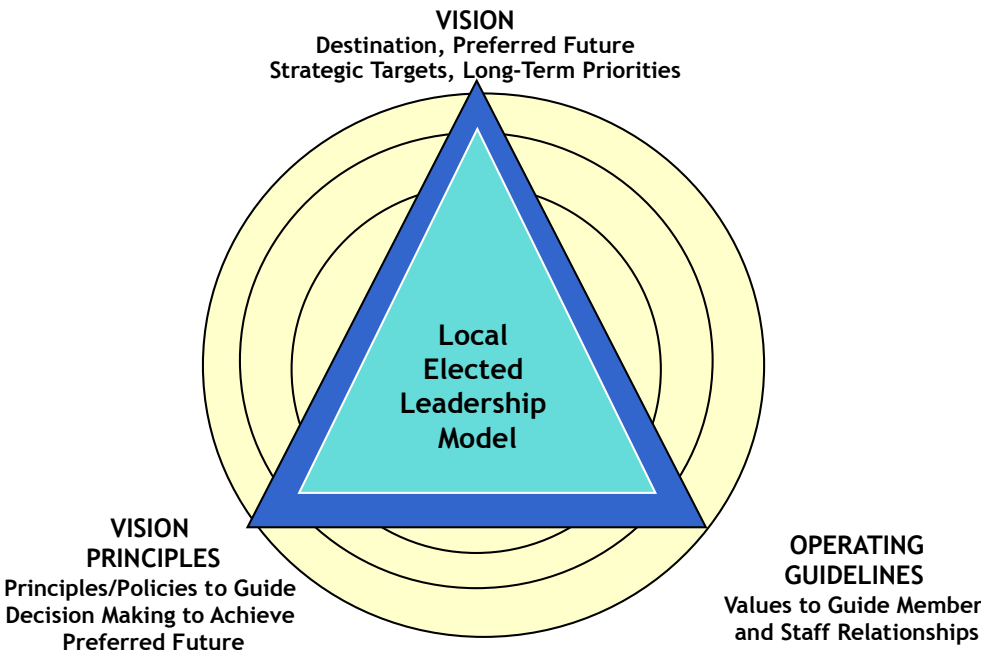 VISION
Destination, Preferred Future
Strategic Targets, Long-Term Priorities
Local
Elected
Leadership
Model
VISION
PRINCIPLES
Principles/Policies to Guide
Decision Making to Achieve
Preferred Future
OPERATING
GUIDELINES
Values to Guide Member
and Staff Relationships